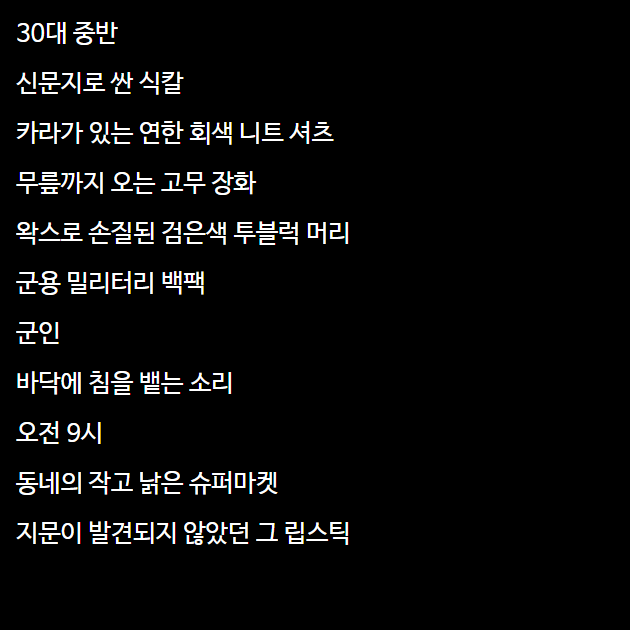 30대 중반
신문지로 싼 식칼
카라가 있는 연한 회색 니트 셔츠
무릎까지 오는 고무 장화
왁스로 손질된 검은색 투블럭 머리
군용 밀리터리 백팩
군인
바닥에 침을 뱉는 소리
오전 9시
동네의 작고 낡은 슈퍼마켓
지문이 발견되지 않았던 그 립스틱